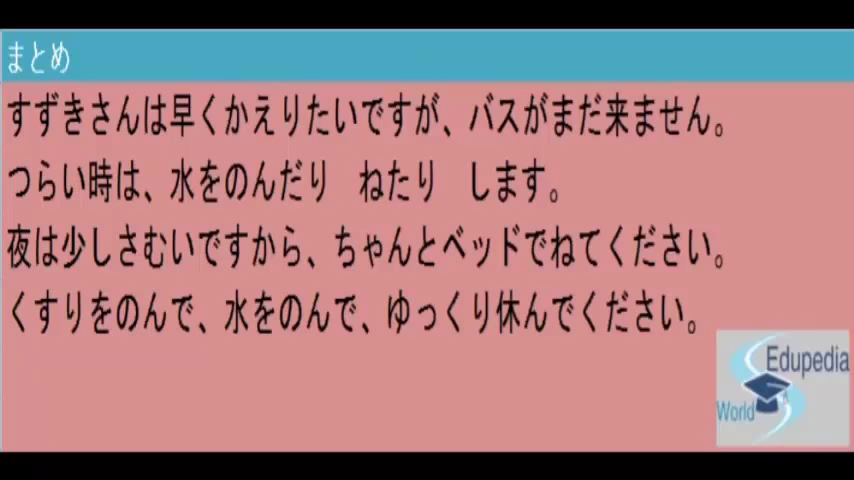 まとめ
すずきさんは早くかえりたいですが、バスがまだ来ません。
つらい時は、水をのんだり　ねたり　します。
夜は少しさむいですから、ちゃんとベッドでねてください。
くすりをのんで、水をのんで、ゆっくり休んでください。
Edupedia
World